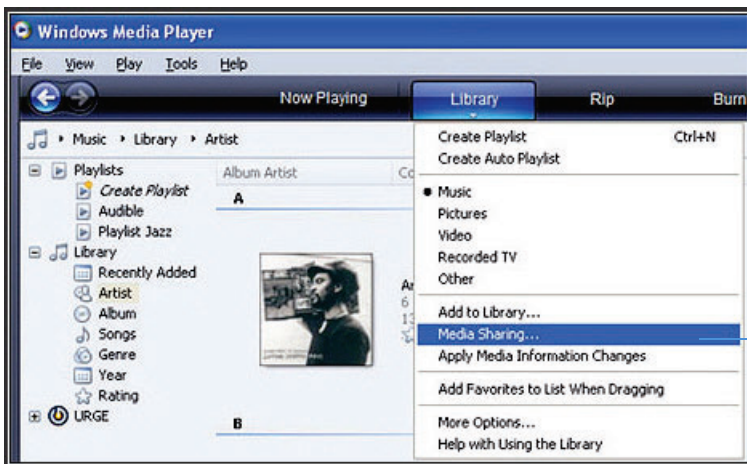 Windows Media Player
File View Play Tools Help
Now Playing Library Rip Burn
Music Library Artist
Playlists
Create Playlist
Audible
Playlist Jazz
Library
Recently Added
Artist
Album
Songs
Genre
Year
Rating
URGE
Album Artist
A
B
Create Playlist Ctrl+N
Create Auto Playlist
Music
Pictures
Video
Recorded TV
Other
Add to Library...
Media Sharing...
Apply Media Information Changes
Add Favorites to List When Dragging
More Options...
Help with Using the Library